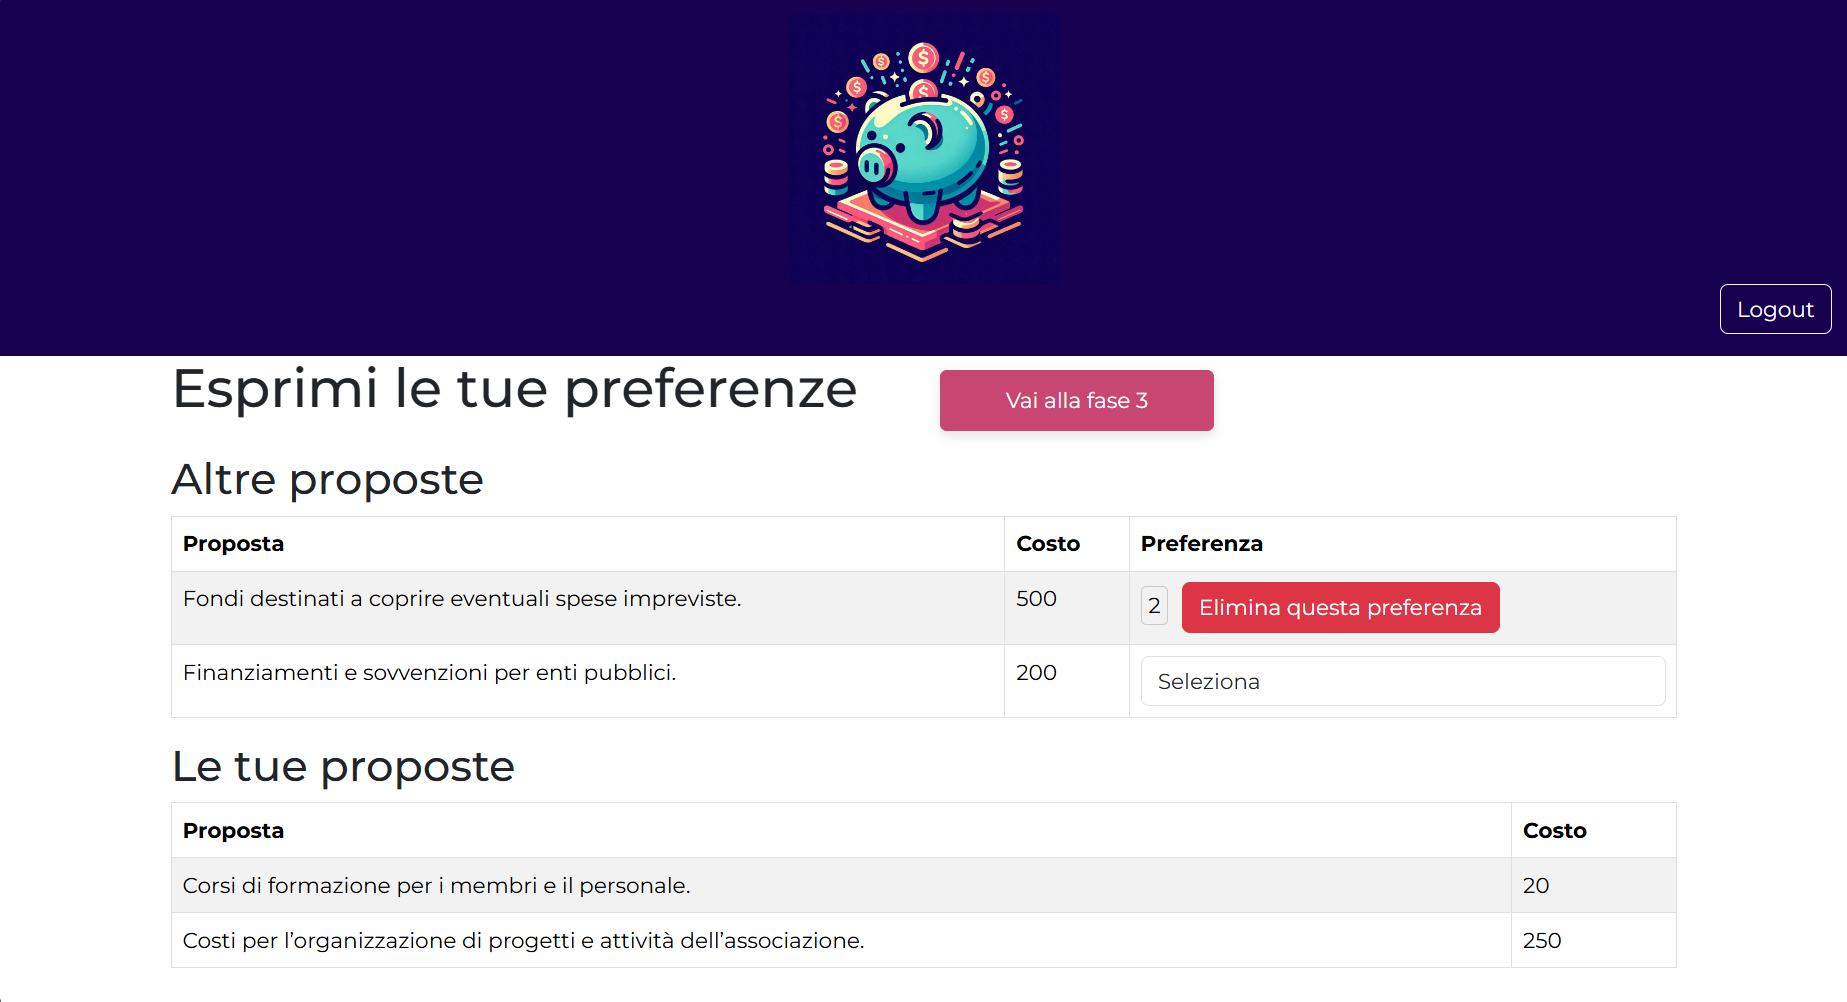 Logout
Esprimi le tue preferenze
Vai alla fase 3
Altre proposte
Proposta Costo Preferenza
Fondi destinati a coprire eventuali spese impreviste. 500 2 Elimina questa preferenza
Finanziamenti e sovvenzioni per enti pubblici. 200 Seleziona
Le tue proposte
Proposta Costo
Corsi di formazione per i membri e il personale. 20
Costi per l’organizzazione di progetti e attività dell’associazione. 250